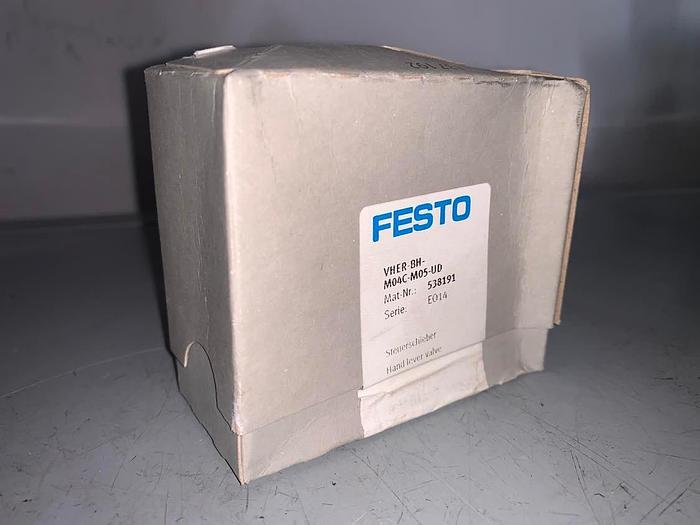 FESTO
VHER-BH-
M04C-M05-UD
Mat-Nr.: 538191
Serie: E014
Steuerschieber
Hand lever valve